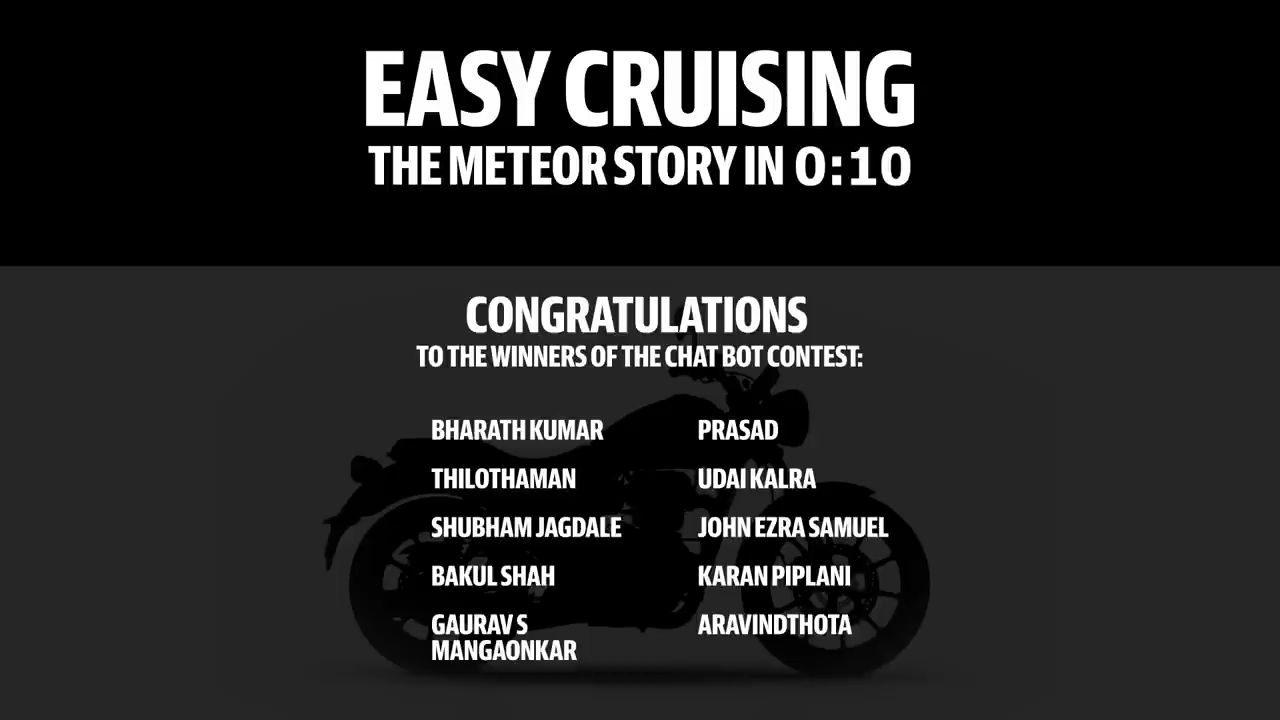 EASY CRUISING
THE METEOR STORY IN 0:10
CONGRATULATIONS
TO THE WINNERS OF THE CHAT BOT CONTEST:
BHARATH KUMAR
THILOTHAMAN
SHUBHAM JAGDALE
BAKUL SHAH
GAURAV S
MANGAONKAR
PRASAD
UDAI KALRA
JOHN EZRA SAMUEL
KARAN PIPLANI
ARAVINDTHOTA